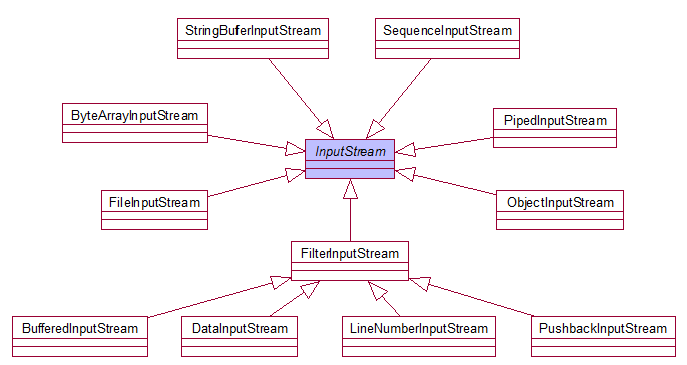 StringBuferInputStream
SequenceInputStream
ByteArrayInputStream
PipedInputStream
InputStream
FileInputStream
ObjectInputStream
FilterInputStream
BufferedInputStream
DataInputStream
LineNumberInputStream
PushbackInputStream